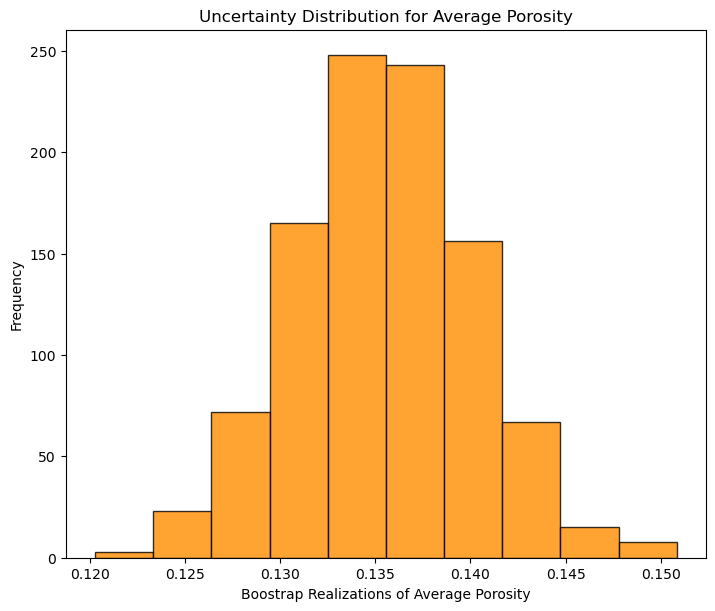 Uncertainty Distribution for Average Porosity
Frequency
250
200
150
100
50
0
0.120 0.125 0.130 0.135 0.140 0.145 0.150
Boostrap Realizations of Average Porosity